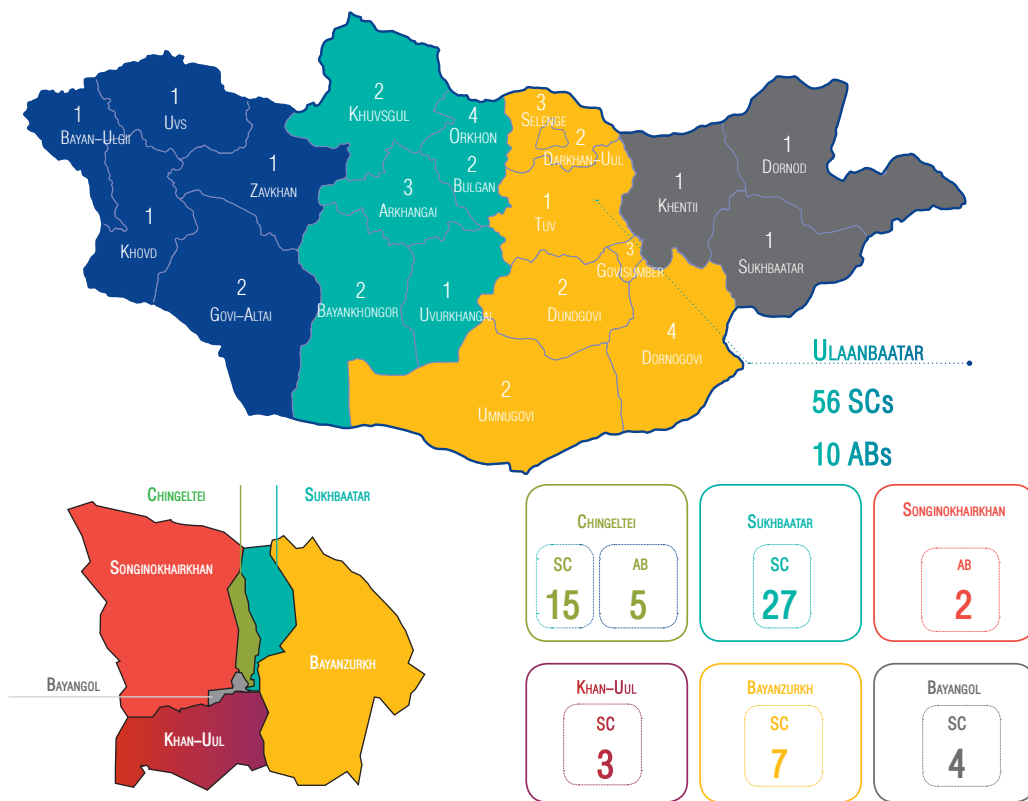 1
Bayan–Ulgii
1
Uvs
1
Zavkhan
1
Khovd
2
Govi–Altai
2
Khuvsgul
4
Orkhon
2
Bulgan
3
Arkhangai
2
Bayankhongor
1
Uvurkhangai
3
Selenge
2
Darkhan–Uul
1
Tuv
3
Govisumber
2
Dundgovi
4
Dornogovi
2
Umnugovi
1
Khentii
1
Dornod
1
Sukhbaatar
Ulaanbaatar
56 SCs
10 ABs
Chingeltei
Sukhbaatar
Songinokhairkhan
Bayanzurkh
Bayangol
Khan–Uul
Chingeltei
SC
15
AB
5
Sukhbaatar
SC
27
Songinokhairkhan
AB
2
Khan–Uul
SC
3
Bayanzurkh
SC
7
Bayangol
SC
4